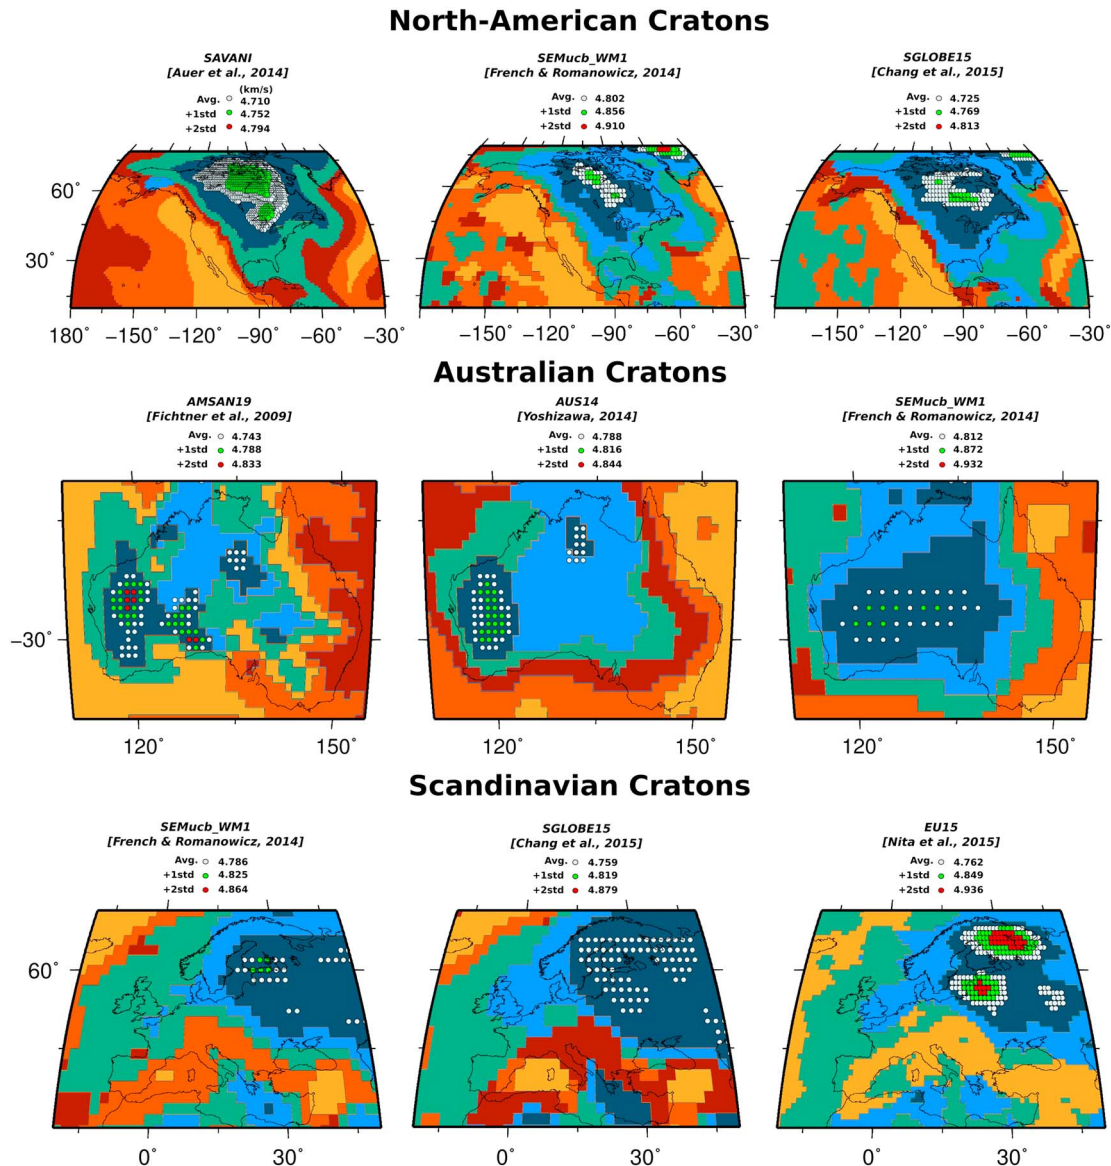 North-American Cratons
SAVANI
[Auer et al., 2014]
(km/s)
Avg. 4.710
+1std 4.752
+2std 4.794
SEMucb_WM1
[French & Romanowicz, 2014]
Avg. 4.802
+1std 4.856
+2std 4.910
SGLOBE15
[Chang et al., 2015]
Avg. 4.725
+1std 4.769
+2std 4.813
60°
30°
180 −150° −120° −90° −60° −30°
−180° −150° −120° −90° −60° −30°
−180° −150° −120° −90° −60° −30°
Australian Cratons
AMSAN19
[Fichtner et al., 2009]
Avg. 4.743
+1std 4.788
+2std 4.833
AUS14
[Yoshizawa, 2014]
Avg. 4.788
+1std 4.816
+2std 4.844
SEMucb_WM1
[French & Romanowicz, 2014]
Avg. 4.812
+1std 4.872
+2std 4.932
−30°
120° 150°
120° 150°
120° 150°
Scandinavian Cratons
SEMucb_WM1
[French & Romanowicz, 2014]
Avg. 4.786
+1std 4.825
+2std 4.864
SGLOBE15
[Chang et al., 2015]
Avg. 4.759
+1std 4.819
+2std 4.879
EU15
[Nita et al., 2015]
Avg. 4.762
+1std 4.849
+2std 4.936
60°
0° 30°
0° 30°
0° 30°